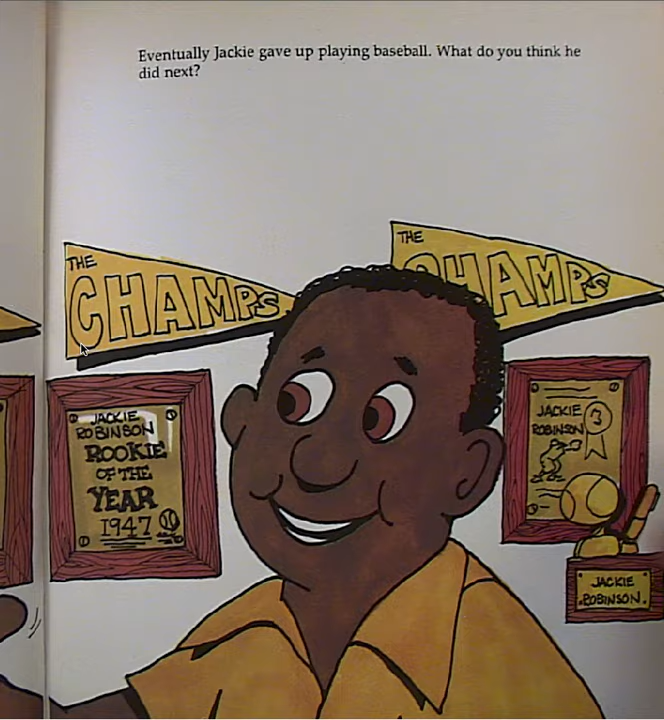 Eventually Jackie gave up playing baseball. What do you think he
did next?
THE
CHAMPS
THE
CHAMPS
JACKIE
ROBINSON
ROOKIE
OF THE
YEAR
1947
JACKIE
ROBINSON
3
JACKIE
ROBINSON